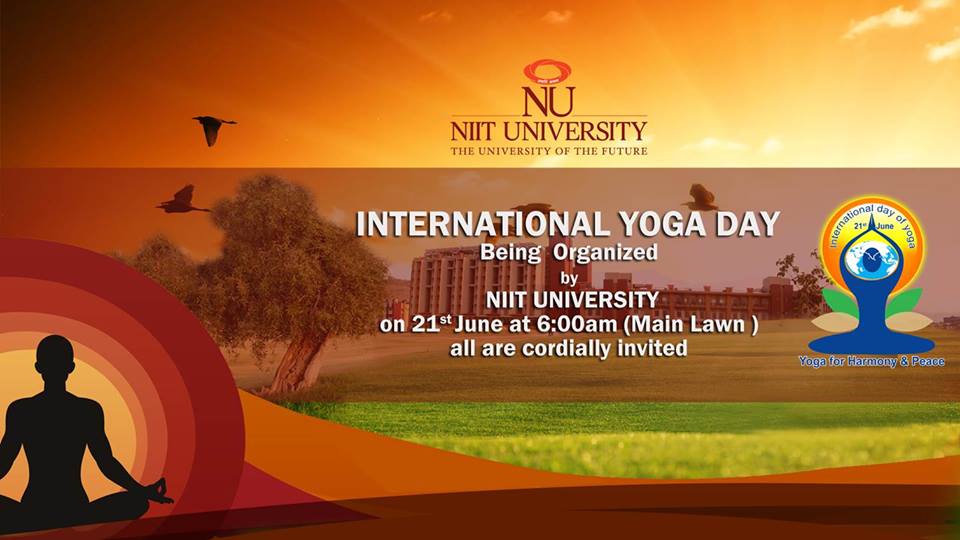 NU
NIIT UNIVERSITY
THE UNIVERSITY OF THE FUTURE
INTERNATIONAL YOGA DAY
Being Organized
by
NIIT UNIVERSITY
on 21st June at 6:00am (Main Lawn )
all are cordially invited
international day of yoga
21st June
Yoga for Harmony & Peace